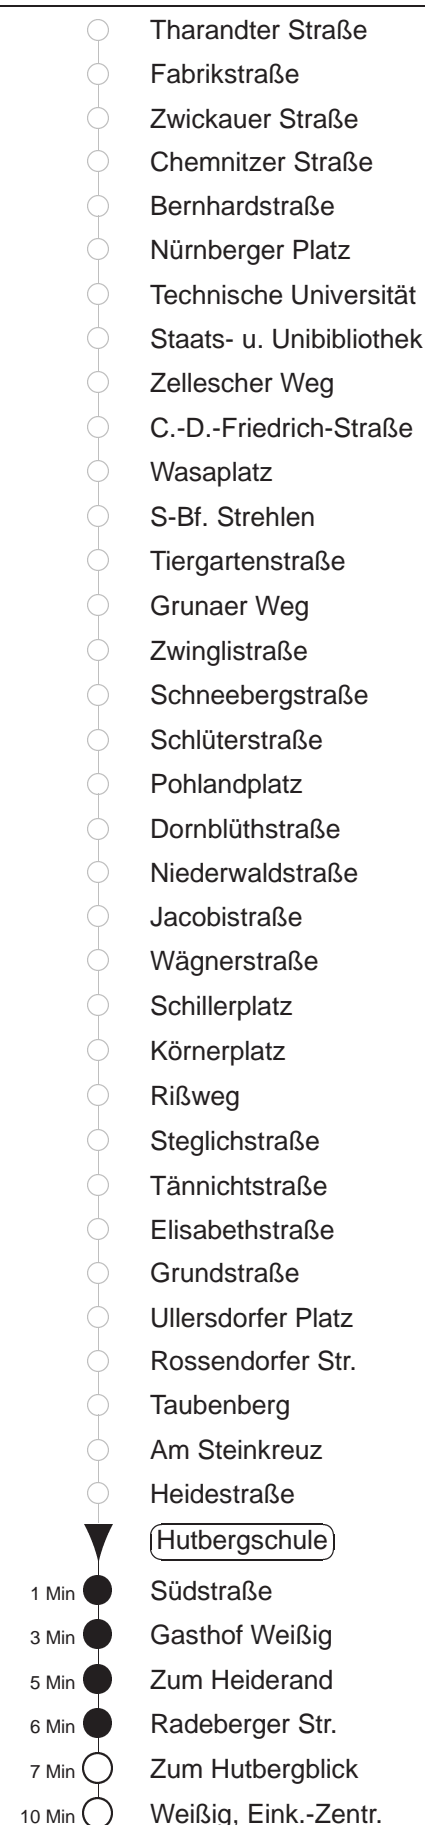 Tharandter Straße
Fabrikstraße
Zwickauer Straße
Chemnitzer Straße
Bernhardstraße
Nürnberger Platz
Technische Universität
Staats- u. Unibibliothek
Zellescher Weg
C.-D.-Friedrich-Straße
Wasaplatz
S-Bf. Strehlen
Tiergartenstraße
Grunaer Weg
Zwinglistraße
Schneebergstraße
Schlüterstraße
Pohlandplatz
Dornblüthstraße
Niederwaldstraße
Jacobistraße
Wägnerstraße
Schillerplatz
Körnerplatz
Rißweg
Steglichstraße
Tännichtstraße
Elisabethstraße
Grundstraße
Ullersdorfer Platz
Rossendorfer Str.
Taubenberg
Am Steinkreuz
Heidestraße
Hutbergschule
1 Min Südstraße
3 Min Gasthof Weißig
5 Min Zum Heiderand
6 Min Radeberger Str.
7 Min Zum Hutbergblick
10 Min Weißig, Eink.-Zentr.